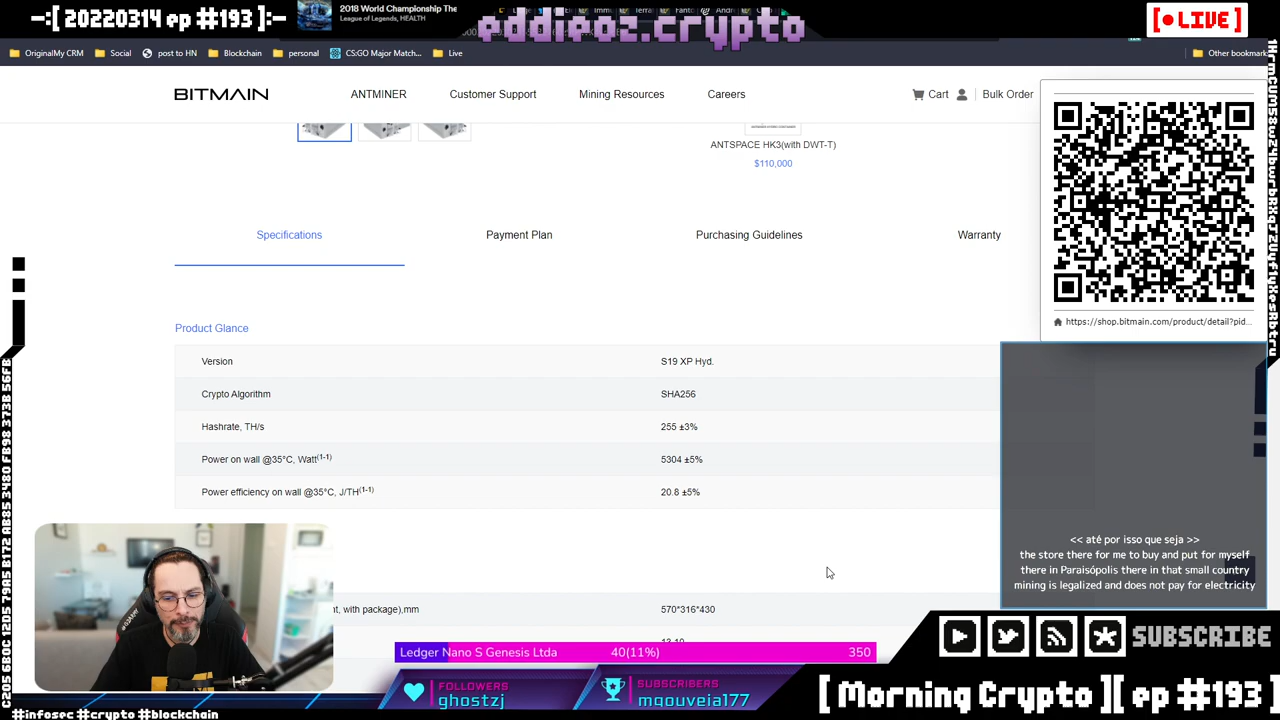 -:[ 20220314 ep #193]:-
2018 World Championship The
League of Legends, HEALTH
eddieoz.crypto
[•LIVE]
OriginalMy CRM
Social
post to HN
Blockchain
personal
CS:GO Major Match...
Live
Other bookmark
BITMAIN
ANTMINER
Customer Support
Mining Resources
Careers
Cart
Bulk Order
ANTSPACE HK3(with DWT-T)
$110,000
Specifications
Payment Plan
Purchasing Guidelines
Warranty
https://shop.bitmain.com/product/detail?pid...
Product Glance
Version S19 XP Hyd.
Crypto Algorithm SHA256
Hashrate, TH/s 255 ±3%
Power on wall @35°C, Watt(1-1) 5304 ±5%
Power efficiency on wall @35°C, J/TH(1-1) 20.8 ±5%
<< até por isso que seja >>
the store there for me to buy and put for myself
there in Paraisópolis there in that small country
mining is legalized and does not pay for electricity
t, with package),mm 570*316*430
Ledger Nano S Genesis Ltda 40(11%) 350
FOLLOWERS
ghostzj
SUBSCRIBERS
mgouveia177
SUBSCRIBE
[Morning Crypto][ep #193]
#infosec #crypto #blockchain